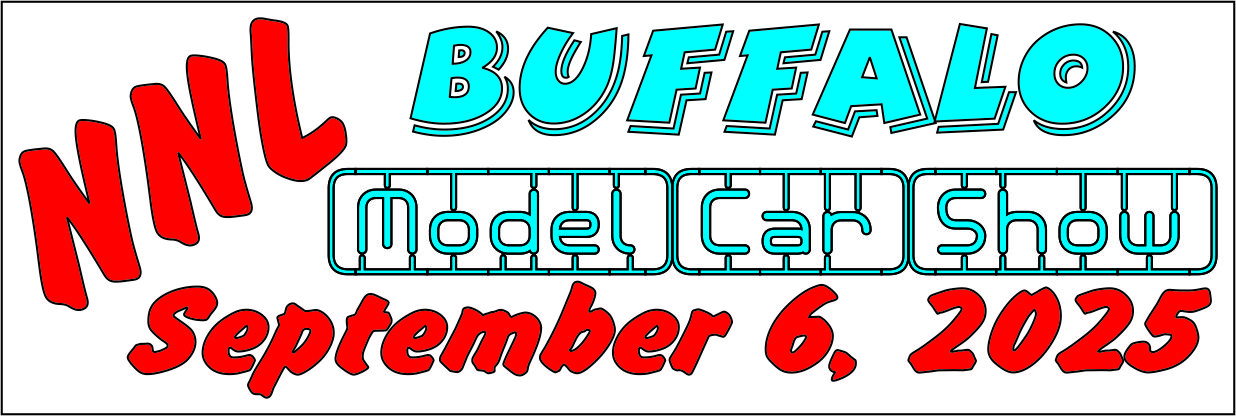 NNL
BUFFALO
Model Car Show
September 6, 2025